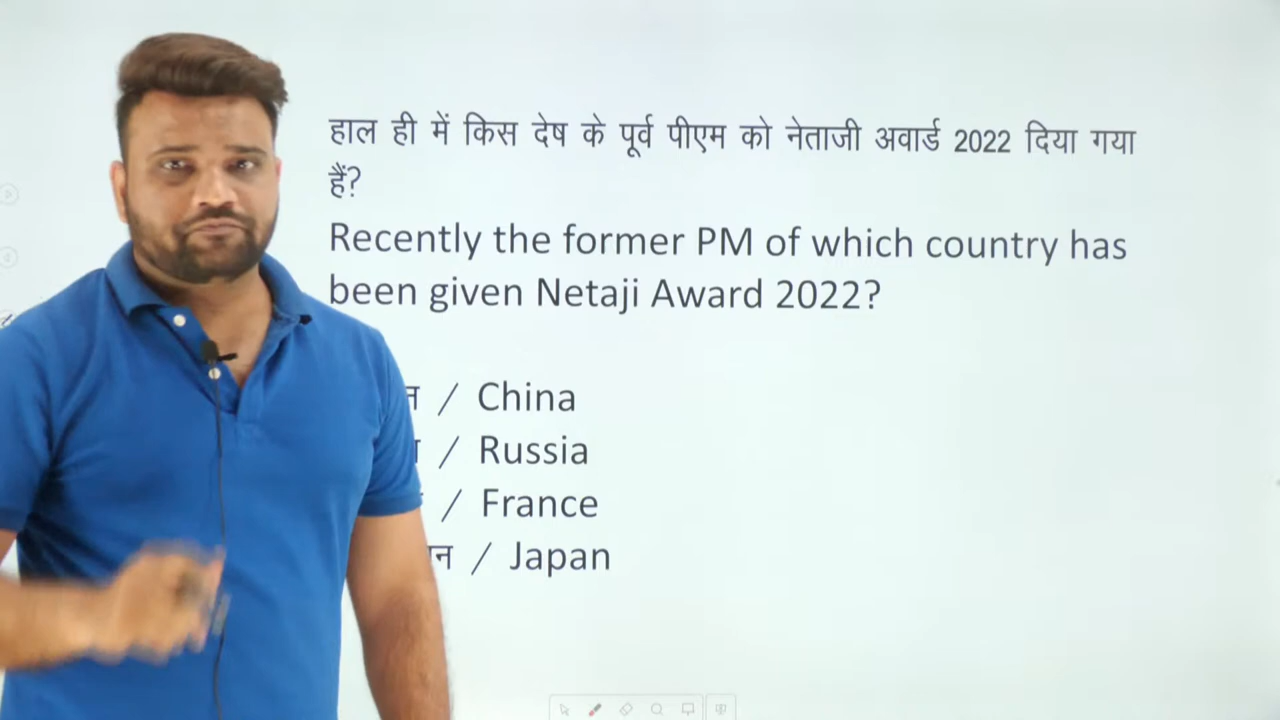 हाल ही में किस देष के पूर्व पीएम को नेताजी अवार्ड 2022 दिया गया
हैं?
Recently the former PM of which country has
been given Netaji Award 2022?
/ China
/ Russia
/ France
/ Japan